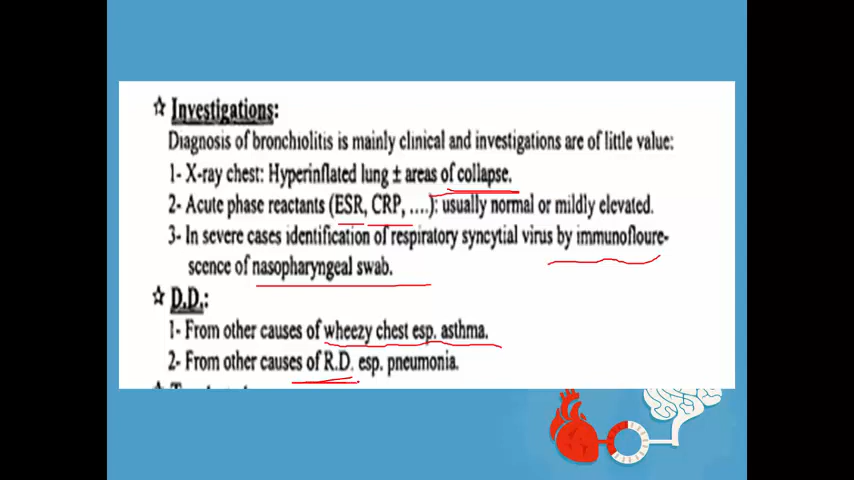 ☆ Investigations:
Diagnosis of bronchiolitis is mainly clinical and investigations are of little value:
1- X-ray chest: Hyperinflated lung ± areas of collapse.
2- Acute phase reactants (ESR, CRP, ....): usually normal or mildly elevated.
3- In severe cases identification of respiratory syncytial virus by immunofloure-
scence of nasopharyngeal swab.
☆ D.D.:
1- From other causes of wheezy chest esp. asthma.
2- From other causes of R.D. esp. pneumonia.